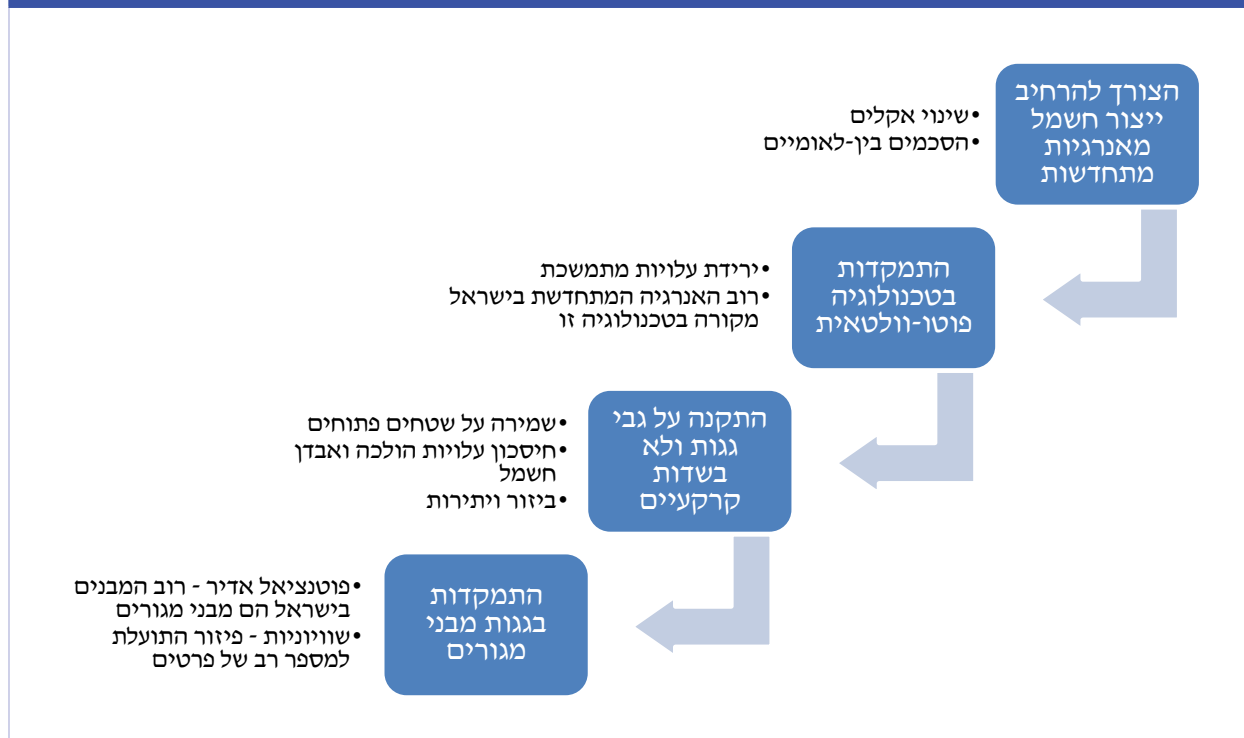 הצורך להרחיב
ייצור חשמל
מאנרגיות
מתחדשות
•שינוי אקלים
•הסכמים בין-לאומיים
התמקדות
בטכנולוגיה
פוטו-וולטאית
•ירידת עלויות מתמשכת
•רוב האנרגיה המתחדשת בישראל
מקורה בטכנולוגיה זו
התקנה על גבי
גגות ולא
בשדות
קרקעיים
•שמירה על שטחים פתוחים
•חיסכון עלויות הולכה ואבדן
חשמל
•ביזור ויתירות
התמקדות
בגגות מבני
מגורים
•פוטנציאל אדיר - רוב המבנים
בישראל הם מבני מגורים
•שוויוניות - פיזור התועלת
למספר רב של פרטים